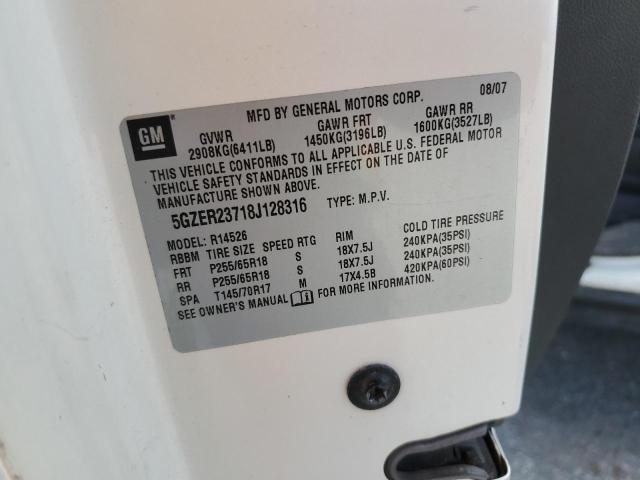 MFD BY GENERAL MOTORS CORP. 08/07
GM
GVWR GAWR FRT GAWR RR
2908KG(6411LB) 1450KG(3196LB) 1600KG(3527LB)
THIS VEHICLE CONFORMS TO ALL APPLICABLE U.S. FEDERAL MOTOR
VEHICLE SAFETY STANDARDS IN EFFECT ON THE DATE OF
MANUFACTURE SHOWN ABOVE.
5GZER23718J128316 TYPE: M.P.V.
MODEL: R14526
RBBM TIRE SIZE SPEED RTG RIM COLD TIRE PRESSURE
FRT P255/65R18 S 18X7.5J 240KPA(35PSI)
RR P255/65R18 S 18X7.5J 240KPA(35PSI)
SPA T145/70R17 M 17X4.5B 420KPA(60PSI)
SEE OWNER'S MANUAL FOR MORE INFORMATION.